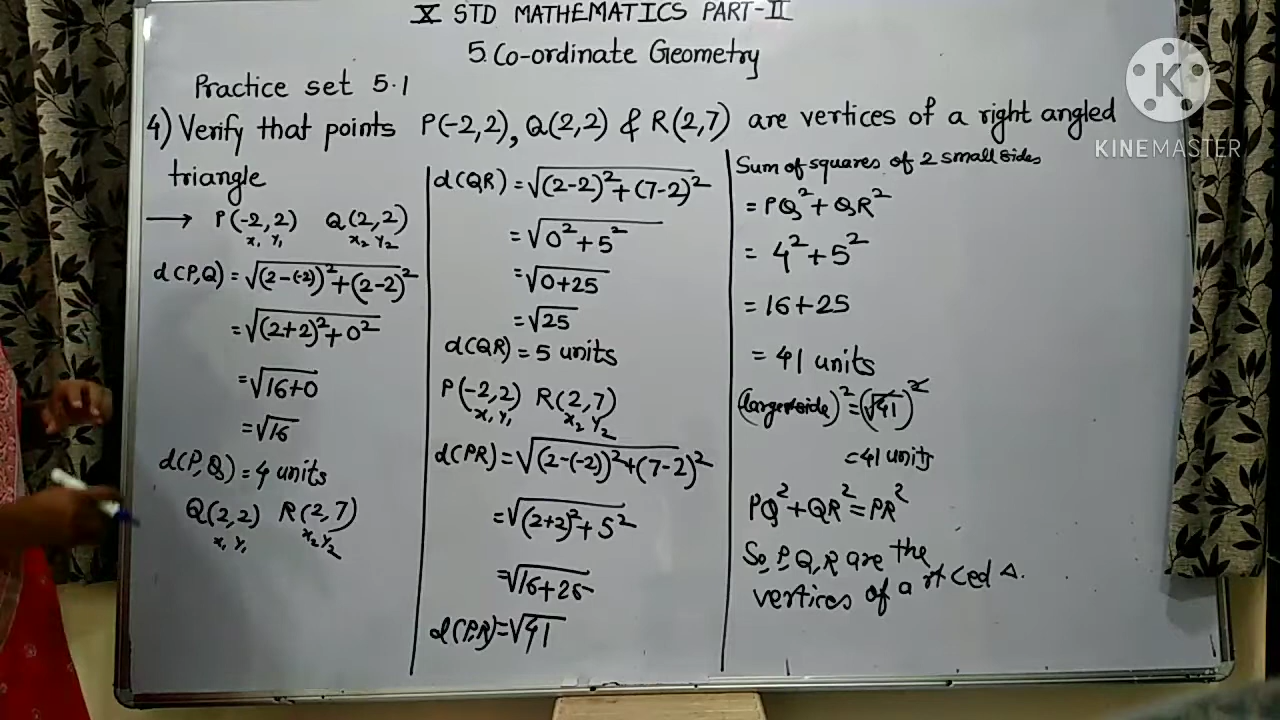 X STD MATHEMATICS PART-II
5. Co-ordinate Geometry
Practice set 5.1
4) Verify that points P(-2,2), Q(2,2) & R(2,7) are vertices of a right angled
triangle
→ P(-2,2) Q(2,2)
x₁ y₁ x₂ y₂
d(P,Q) = √(2-(-2))²+(2-2)²
= √(2+2)²+0²
= √16+0
= √16
d(P,Q) = 4 units
Q(2,2) R(2,7)
x₁ y₁ x₂ y₂
d(QR) = √(2-2)²+(7-2)²
= √0²+5²
= √0+25
= √25
d(QR) = 5 units
P(-2,2) R(2,7)
x₁ y₁ x₂ y₂
d(PR) = √(2-(-2))²+(7-2)²
= √(2+2)²+5²
= √16+25
d(P,R) = √41
Sum of squares of 2 small sides
= PQ²+QR²
= 4²+5²
= 16+25
= 41 units
(large side)² = (√41)²
= 41 units
PQ²+QR² = PR²
So, P, Q, R are the
vertices of a rt ∠ed △.
K
KINEMASTER